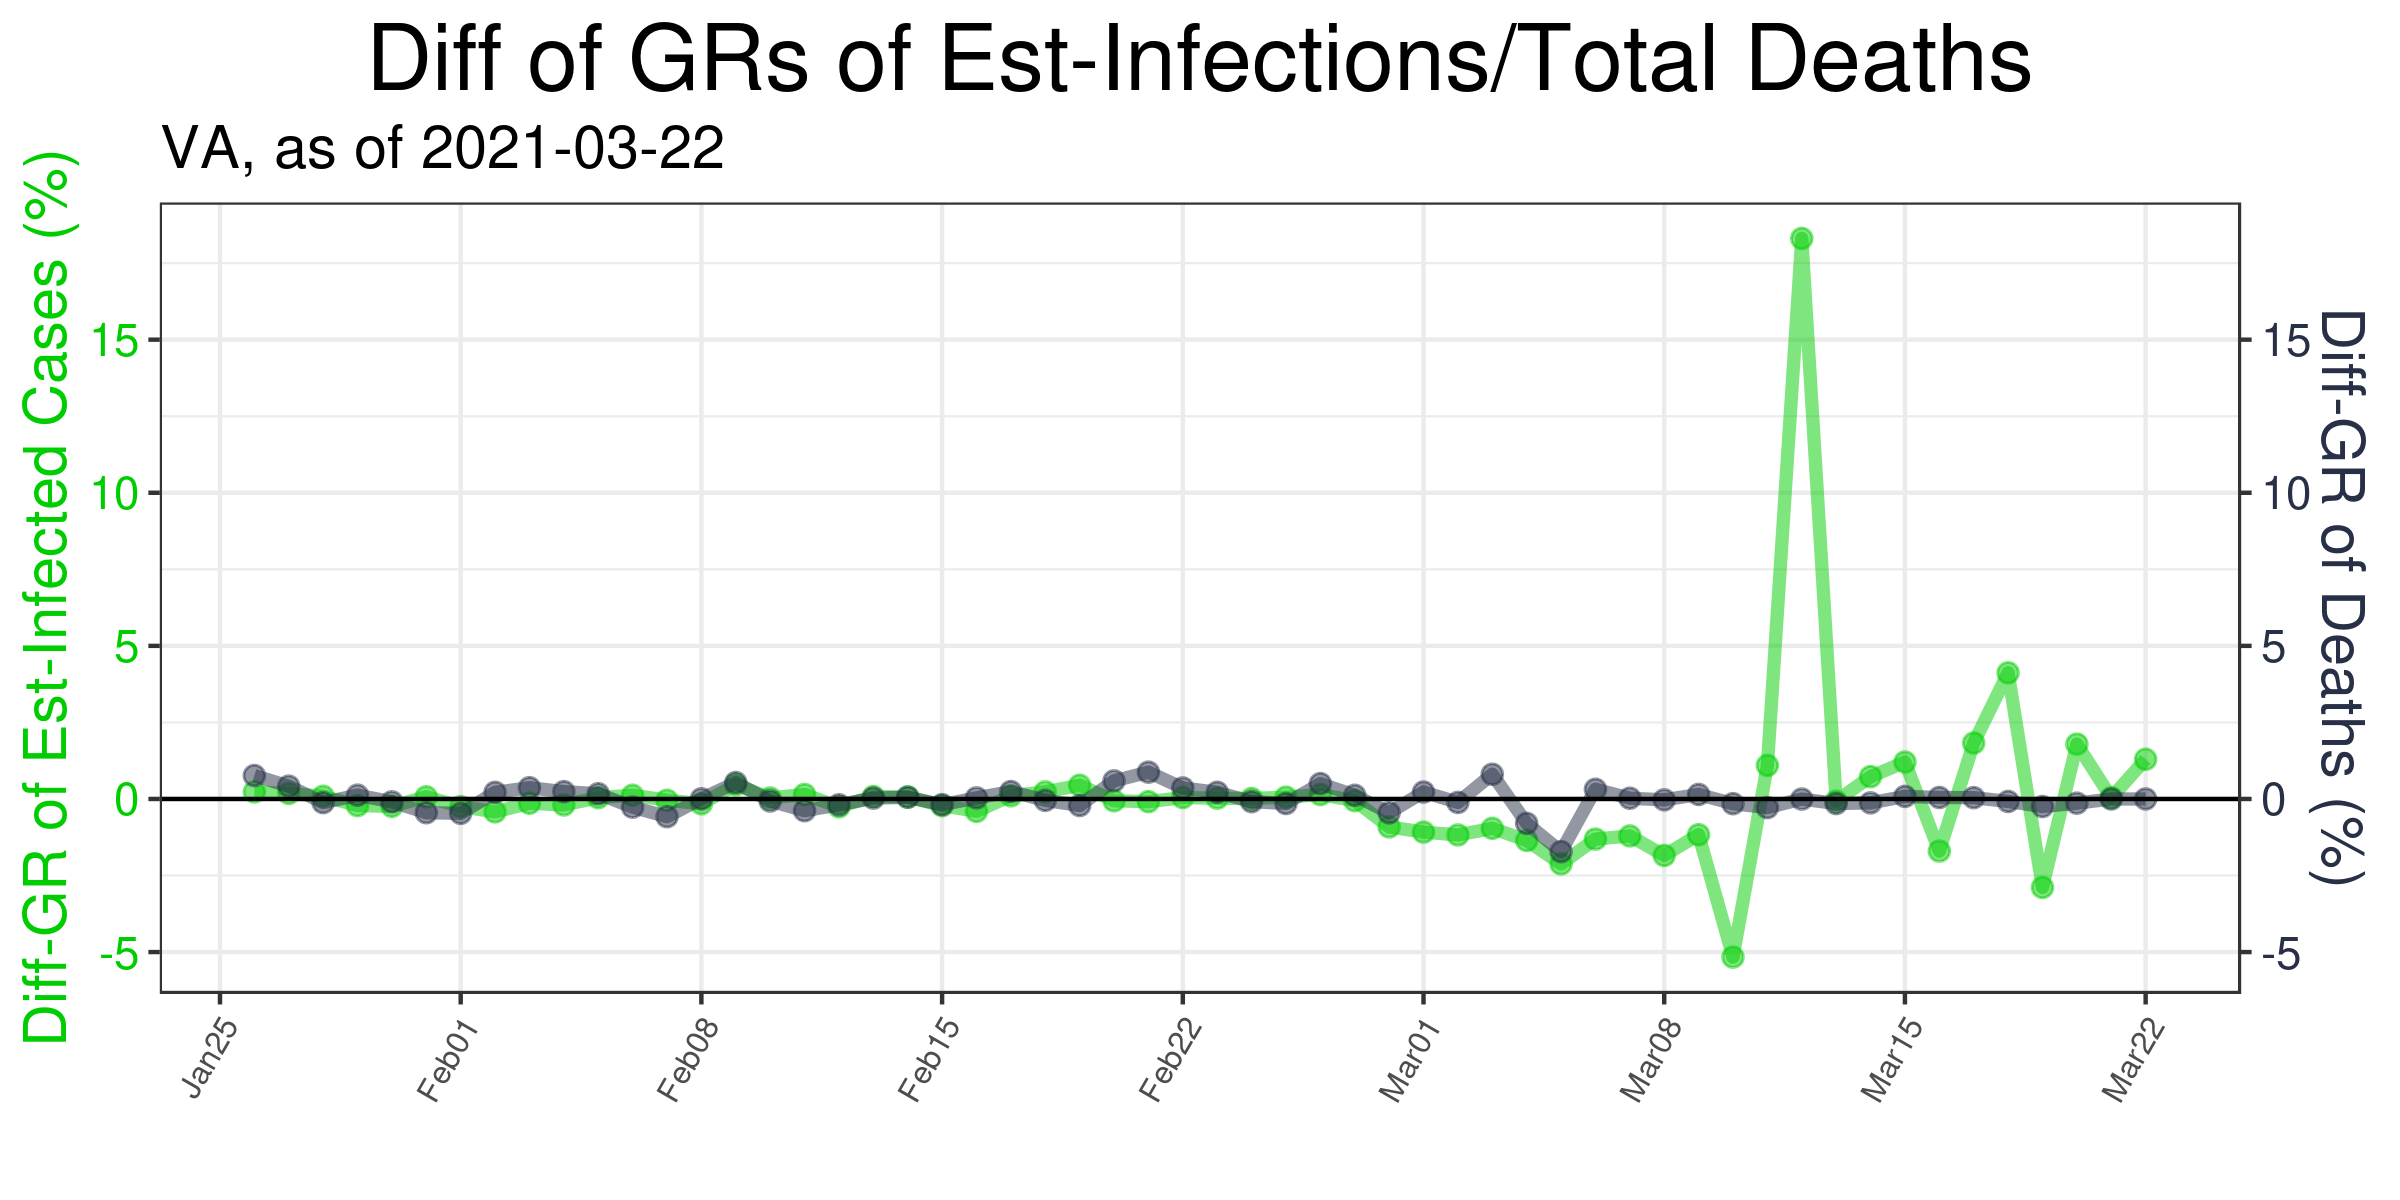 Diff of GRs of Est-Infections/Total Deaths
VA, as of 2021-03-22
Diff-GR of Est-Infected Cases (%)
15
10
5
0
-5
15
10
5
0
-5
Diff-GR of Deaths (%)
Jan25
Feb01
Feb08
Feb15
Feb22
Mar01
Mar08
Mar15
Mar22